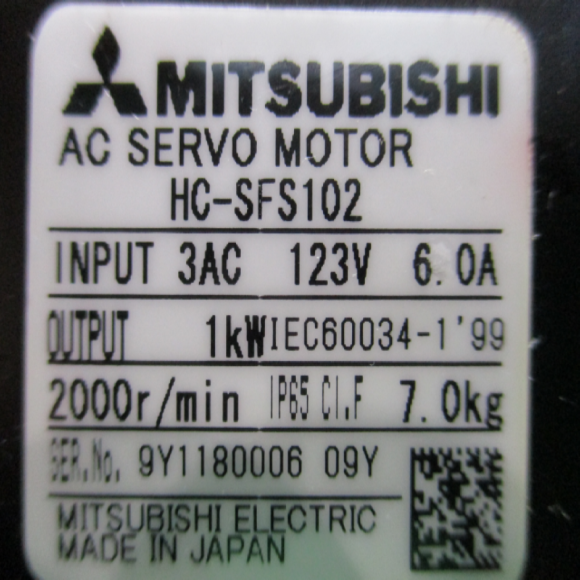 MITSUBISHI
AC SERVO MOTOR
HC-SFS102
INPUT 3AC 123V 6.0A
OUTPUT 1kW IEC60034-1'99
2000r/min IP65 CI.F 7.0kg
SER.No. 9Y1180006 09Y
MITSUBISHI ELECTRIC
MADE IN JAPAN